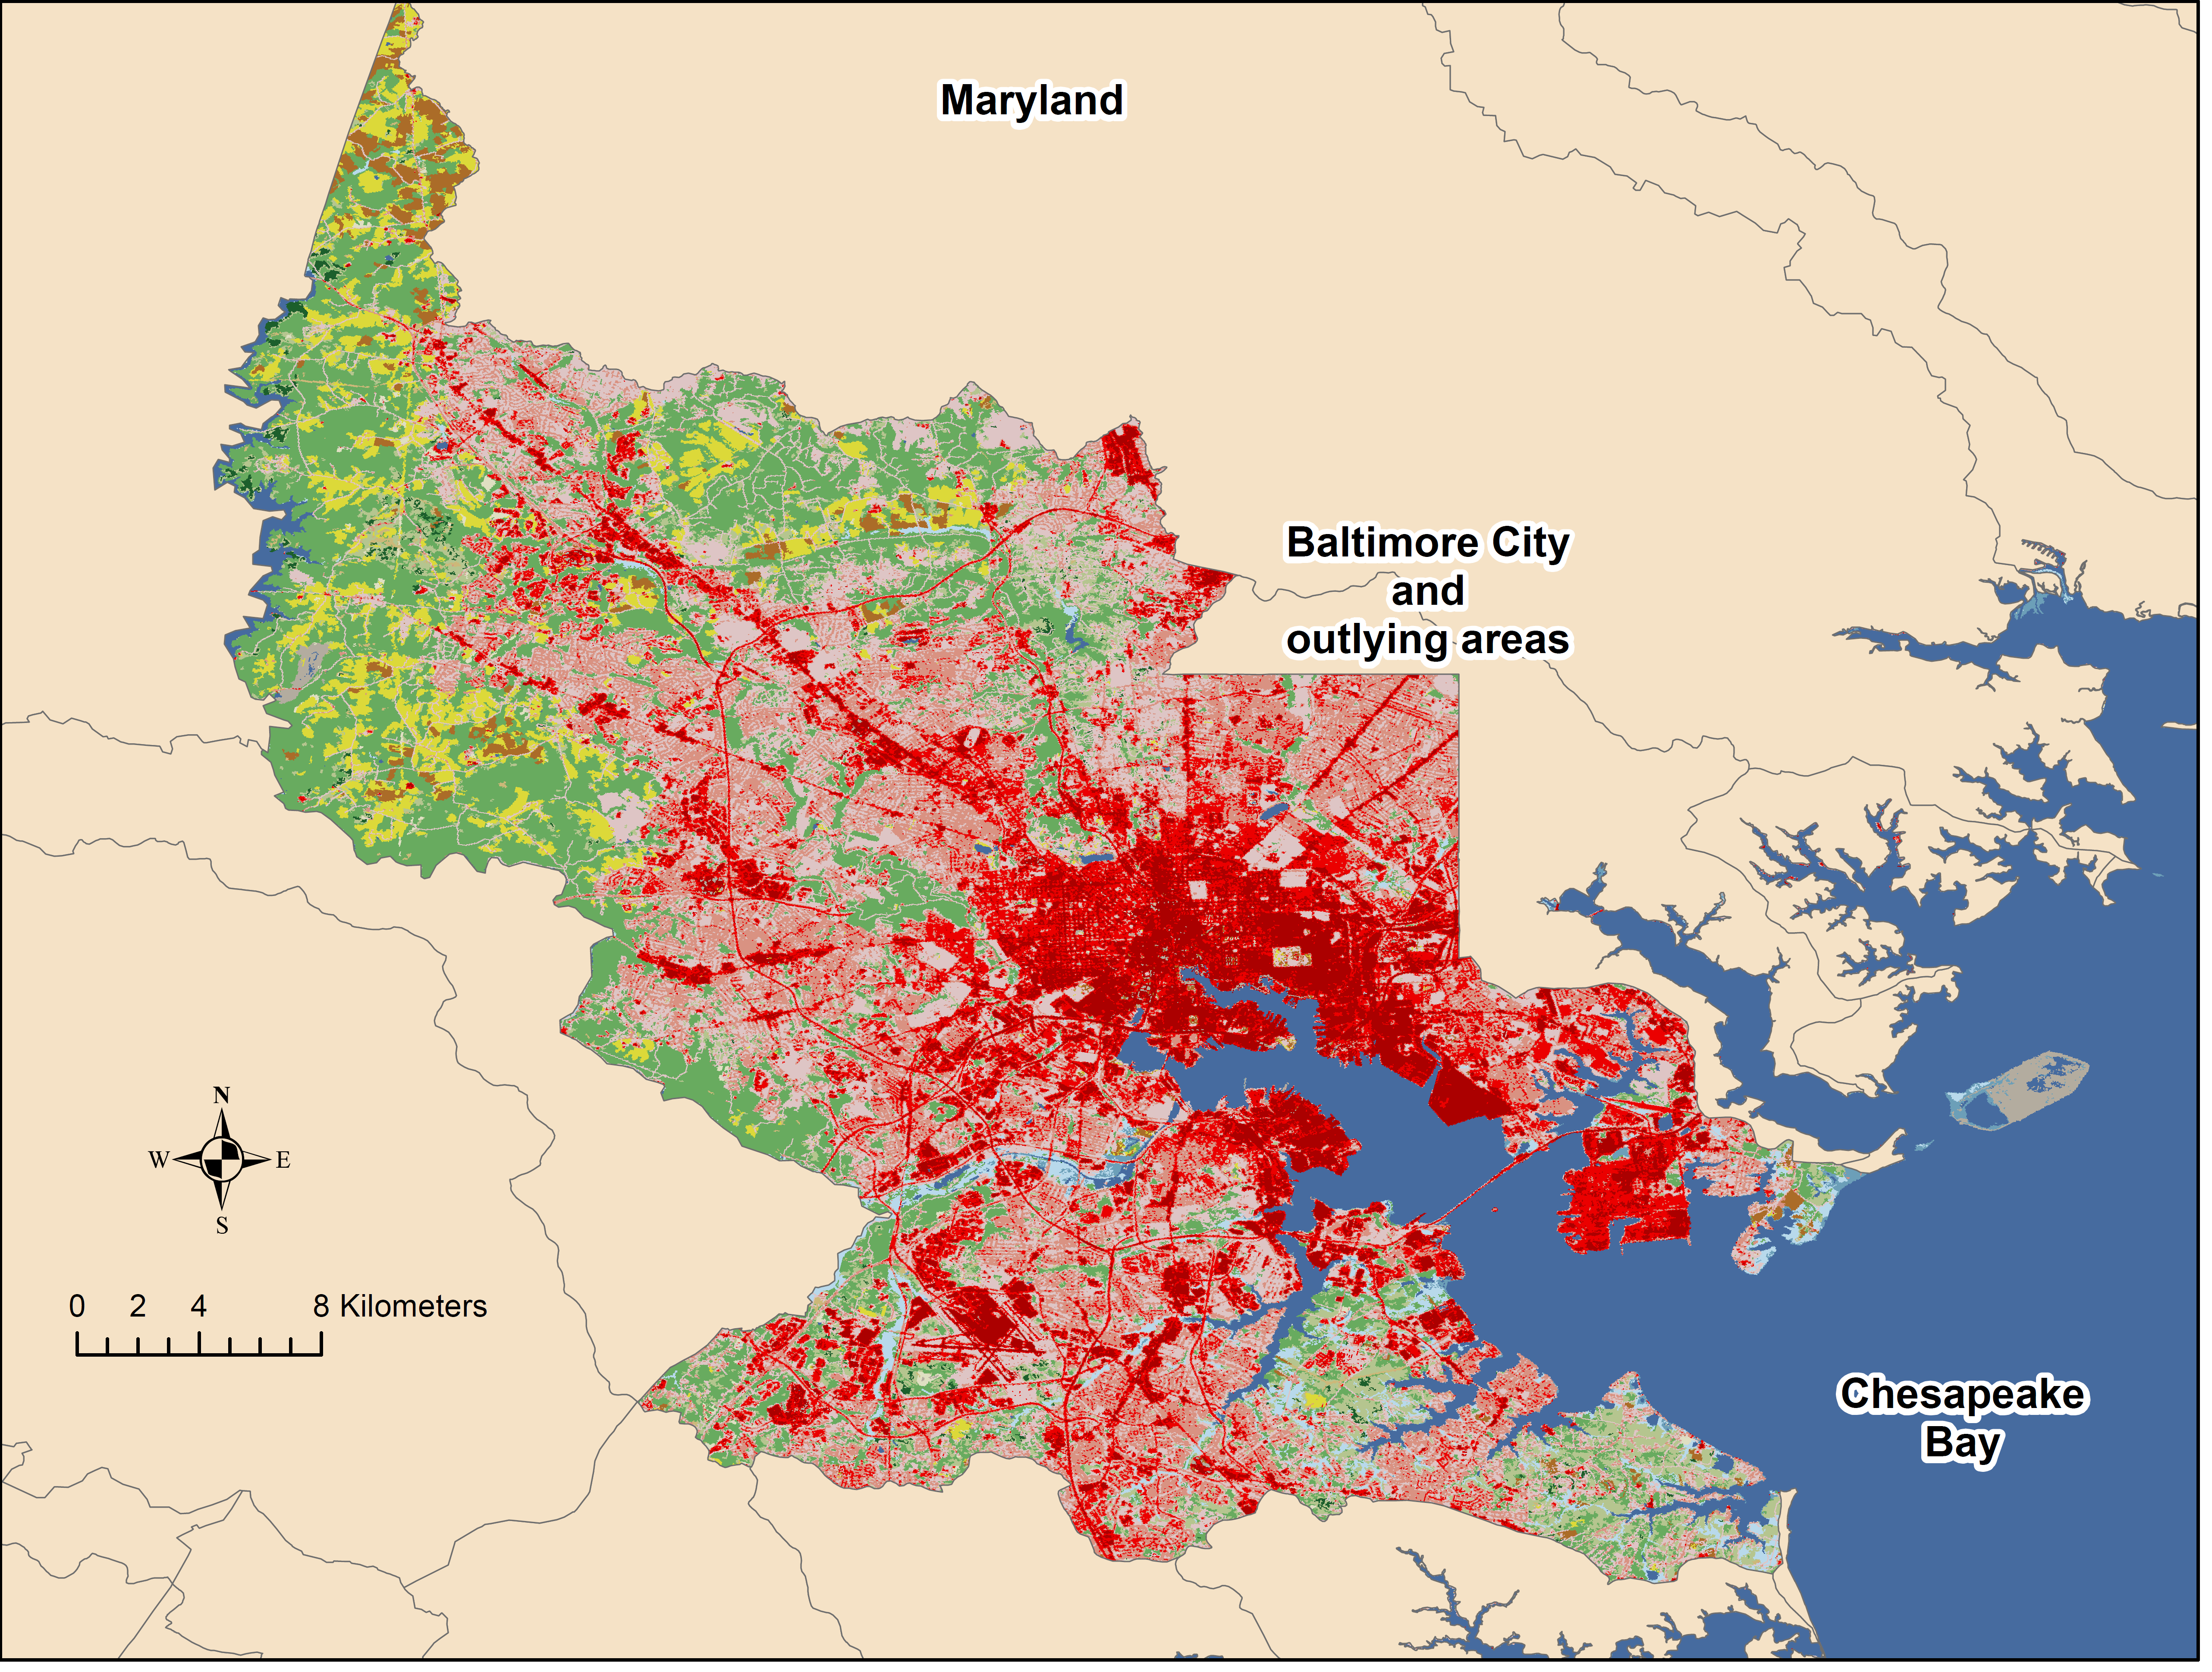 Maryland
Baltimore City
and
outlying areas
N
W E
S
0 2 4 8 Kilometers
Chesapeake
Bay